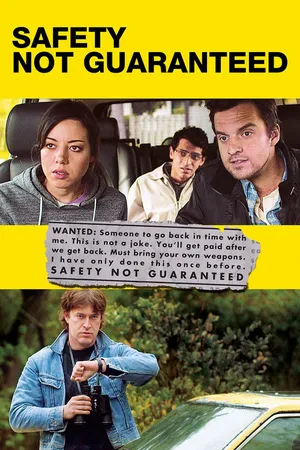 SAFETY
NOT GUARANTEED
WANTED: Someone to go back in time with
me. This is not a joke. You'll get paid after
we get back. Must bring your own weapons.
I have only done this once before.
SAFETY NOT GUARANTEED